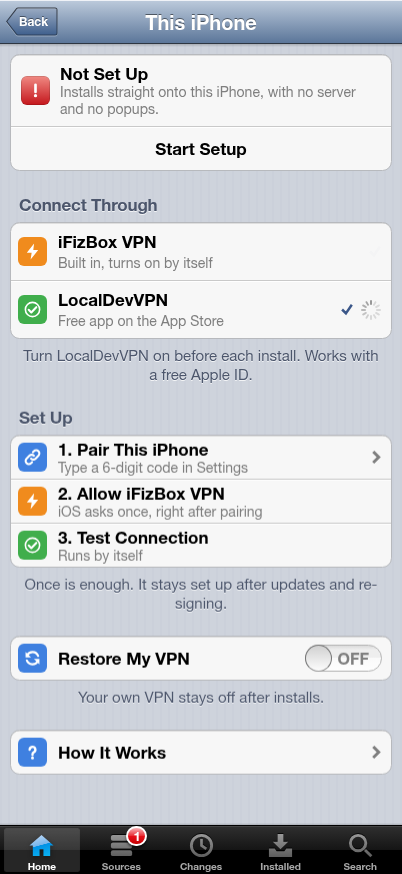 Back
This iPhone
Not Set Up
Installs straight onto this iPhone, with no server
and no popups.
Start Setup
Connect Through
iFizBox VPN
Built in, turns on by itself
LocalDevVPN
Free app on the App Store
Turn LocalDevVPN on before each install. Works with
a free Apple ID.
Set Up
1. Pair This iPhone
Type a 6-digit code in Settings
2. Allow iFizBox VPN
iOS asks once, right after pairing
3. Test Connection
Runs by itself
Once is enough. It stays set up after updates and re-
signing.
Restore My VPN
OFF
Your own VPN stays off after installs.
How It Works
1
Home
Sources
Changes
Installed
Search